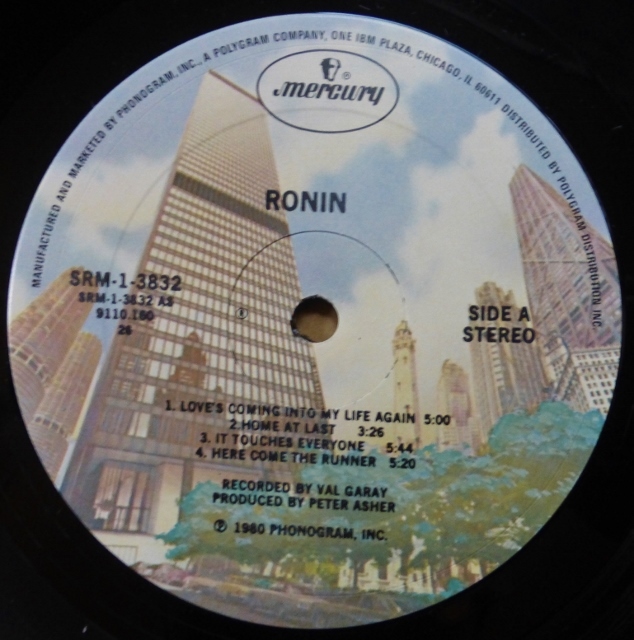 MANUFACTURED AND MARKETED BY PHONOGRAM, INC., A POLYGRAM COMPANY, ONE IBM PLAZA, CHICAGO, IL 60611 DISTRIBUTED BY POLYGRAM DISTRIBUTION INC.
mercury ®
RONIN
SRM-1-3832
SRM-1-3832 AS
9110.180
26
Ⓟ
SIDE A
STEREO
1. LOVE'S COMING INTO MY LIFE AGAIN 5:00
2.HOME AT LAST 3:26
3. IT TOUCHES EVERYONE 5:44
4. HERE COME THE RUNNER 5:20
RECORDED BY VAL GARAY
PRODUCED BY PETER ASHER
Ⓟ 1980 PHONOGRAM, INC.